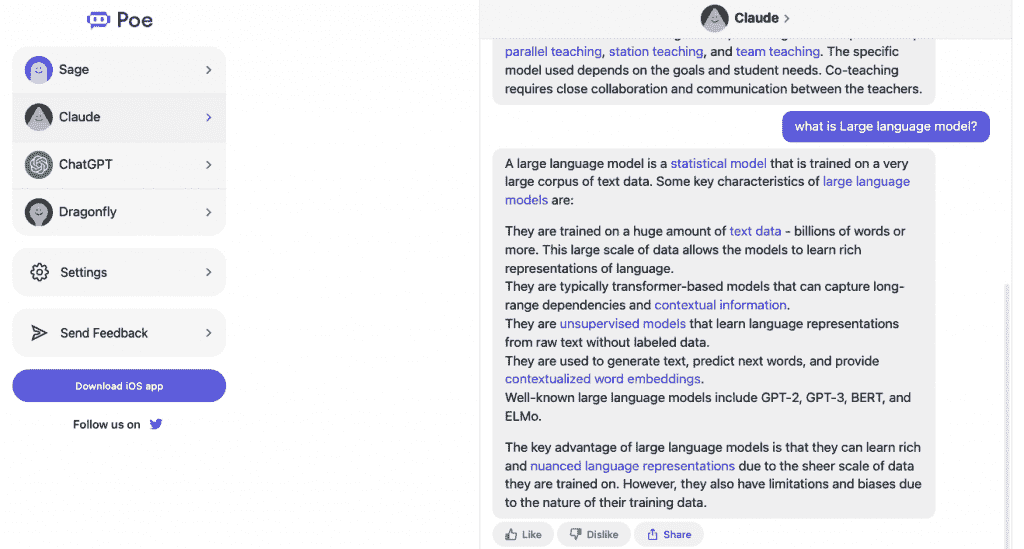 Poe
Sage
Claude
ChatGPT
Dragonfly
Settings
Send Feedback
Download iOS app
Follow us on
Claude
parallel teaching, station teaching, and team teaching. The specific
model used depends on the goals and student needs. Co-teaching
requires close collaboration and communication between the teachers.
what is Large language model?
A large language model is a statistical model that is trained on a very
large corpus of text data. Some key characteristics of large language
models are:
They are trained on a huge amount of text data - billions of words or
more. This large scale of data allows the models to learn rich
representations of language.
They are typically transformer-based models that can capture long-
range dependencies and contextual information.
They are unsupervised models that learn language representations
from raw text without labeled data.
They are used to generate text, predict next words, and provide
contextualized word embeddings.
Well-known large language models include GPT-2, GPT-3, BERT, and
ELMo.
The key advantage of large language models is that they can learn rich
and nuanced language representations due to the sheer scale of data
they are trained on. However, they also have limitations and biases due
to the nature of their training data.
Like
Dislike
Share